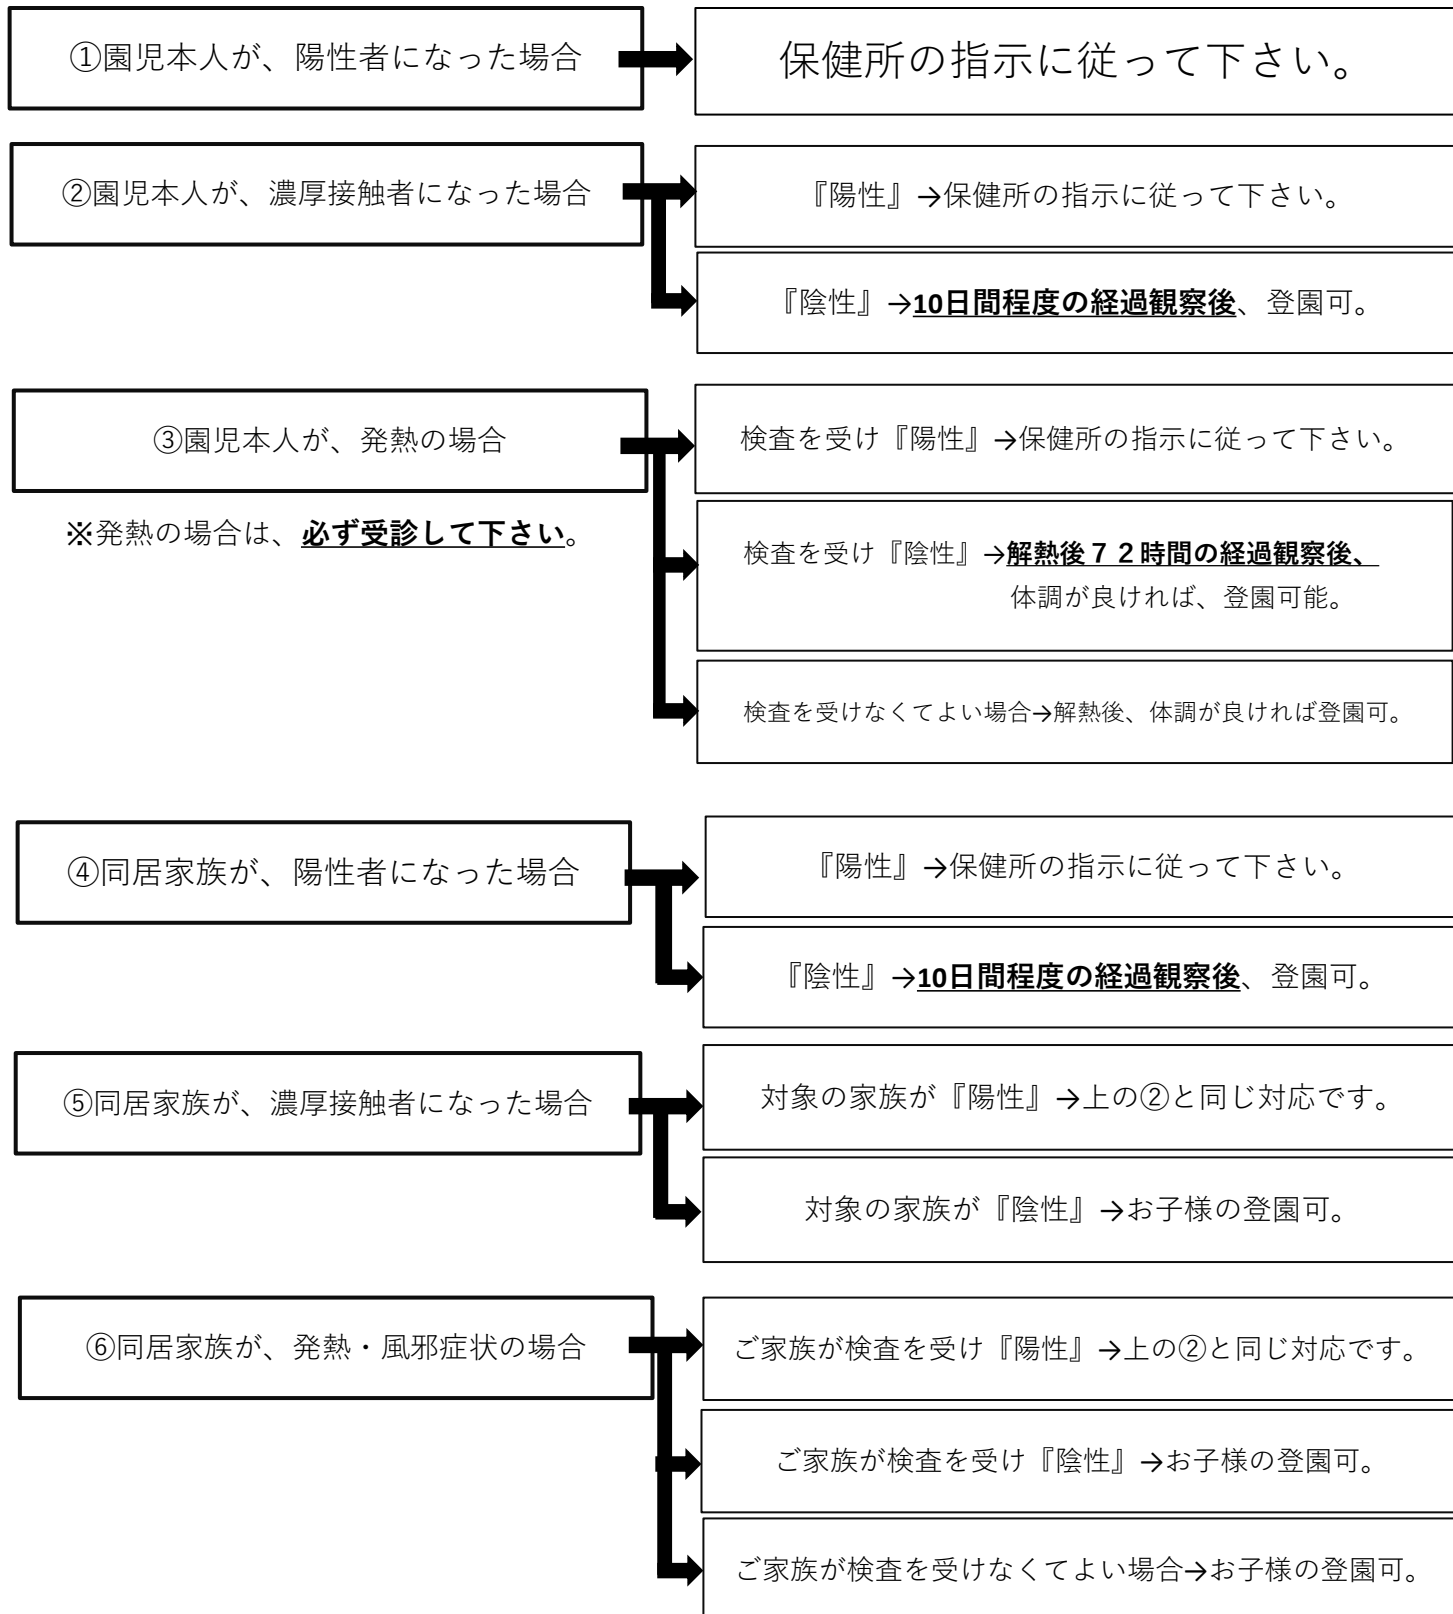 ①園児本人が、陽性者になった場合
保健所の指示に従って下さい。
②園児本人が、濃厚接触者になった場合
『陽性』→保健所の指示に従って下さい。
『陰性』→10日間程度の経過観察後、登園可。
③園児本人が、発熱の場合
※発熱の場合は、必ず受診して下さい。
検査を受け『陽性』→保健所の指示に従って下さい。
検査を受け『陰性』→解熱後７２時間の経過観察後、
体調が良ければ、登園可能。
検査を受けなくてよい場合→解熱後、体調が良ければ登園可。
④同居家族が、陽性者になった場合
『陽性』→保健所の指示に従って下さい。
『陰性』→10日間程度の経過観察後、登園可。
⑤同居家族が、濃厚接触者になった場合
対象の家族が『陽性』→上の②と同じ対応です。
対象の家族が『陰性』→お子様の登園可。
⑥同居家族が、発熱・風邪症状の場合
ご家族が検査を受け『陽性』→上の②と同じ対応です。
ご家族が検査を受け『陰性』→お子様の登園可。
ご家族が検査を受けなくてよい場合→お子様の登園可。